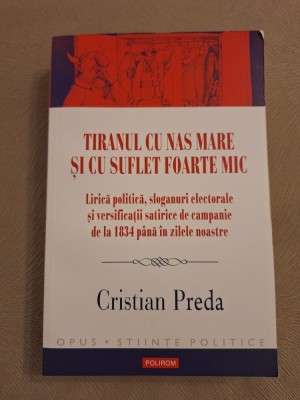 TIRANUL CU NAS MARE
ȘI CU SUFLET FOARTE MIC
Lirică politică, sloganuri electorale
și versificații satirice de campanie
de la 1834 până în zilele noastre
Cristian Preda
OPUS • ȘTIINȚE POLITICE
POLIROM